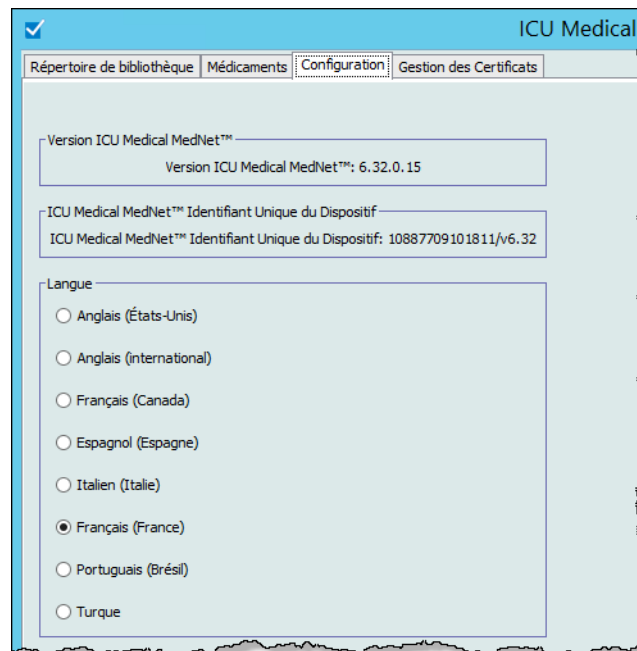 ICU Medical
Répertoire de bibliothèque Médicaments Configuration Gestion des Certificats
Version ICU Medical MedNet™
Version ICU Medical MedNet™: 6.32.0.15
ICU Medical MedNet™ Identifiant Unique du Dispositif
ICU Medical MedNet™ Identifiant Unique du Dispositif: 10887709101811/v6.32
Langue
Anglais (États-Unis)
Anglais (international)
Français (Canada)
Espagnol (Espagne)
Italien (Italie)
Français (France)
Portuguais (Brésil)
Turque